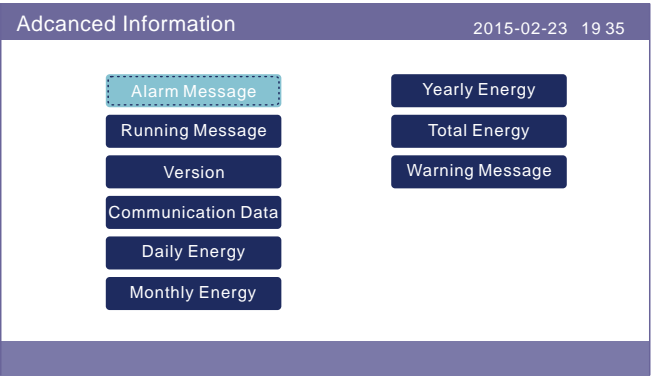 Adcanced Information
2015-02-23 19 35
Alarm Message
Running Message
Version
Communication Data
Daily Energy
Monthly Energy
Yearly Energy
Total Energy
Warning Message